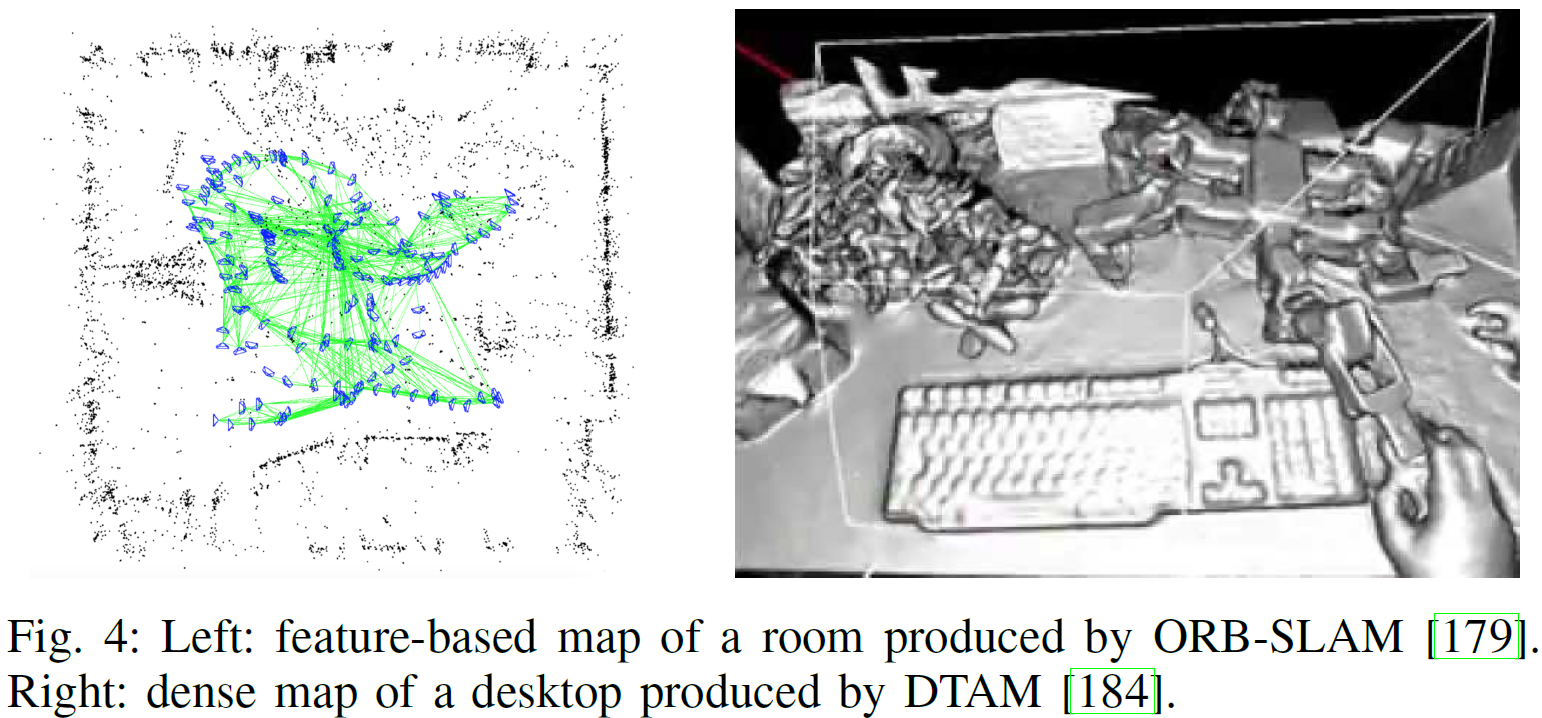 Fig. 4: Left: feature-based map of a room produced by ORB-SLAM [179].
Right: dense map of a desktop produced by DTAM [184].